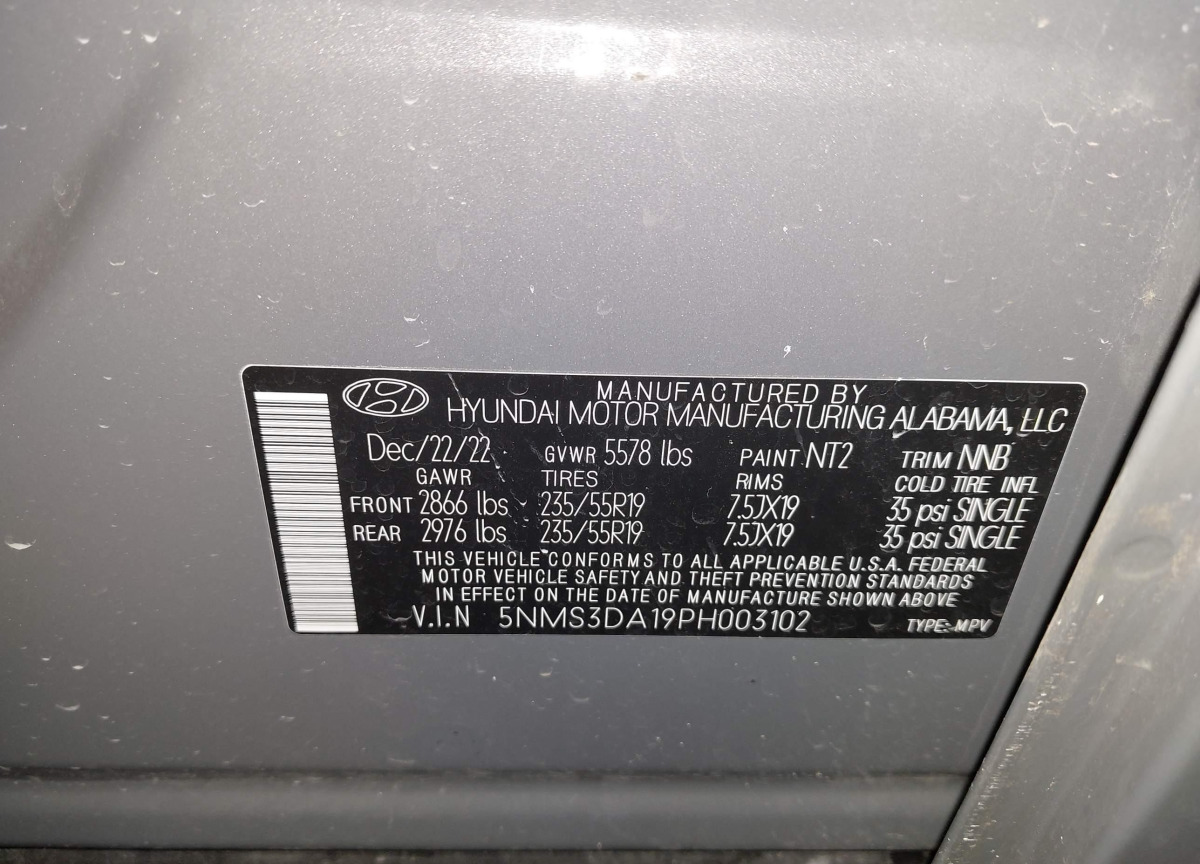 MANUFACTURED BY
HYUNDAI MOTOR MANUFACTURING ALABAMA, LLC
Dec/22/22 GVWR 5578 lbs PAINT NT2 TRIM NNB
GAWR TIRES RIMS COLD TIRE INFL
FRONT 2866 lbs 235/55R19 7.5JX19 35 psi SINGLE
REAR 2976 lbs 235/55R19 7.5JX19 35 psi SINGLE
THIS VEHICLE CONFORMS TO ALL APPLICABLE U.S.A. FEDERAL
MOTOR VEHICLE SAFETY AND THEFT PREVENTION STANDARDS
IN EFFECT ON THE DATE OF MANUFACTURE SHOWN ABOVE
V.I.N 5NMS3DA19PH003102 TYPE: MPV